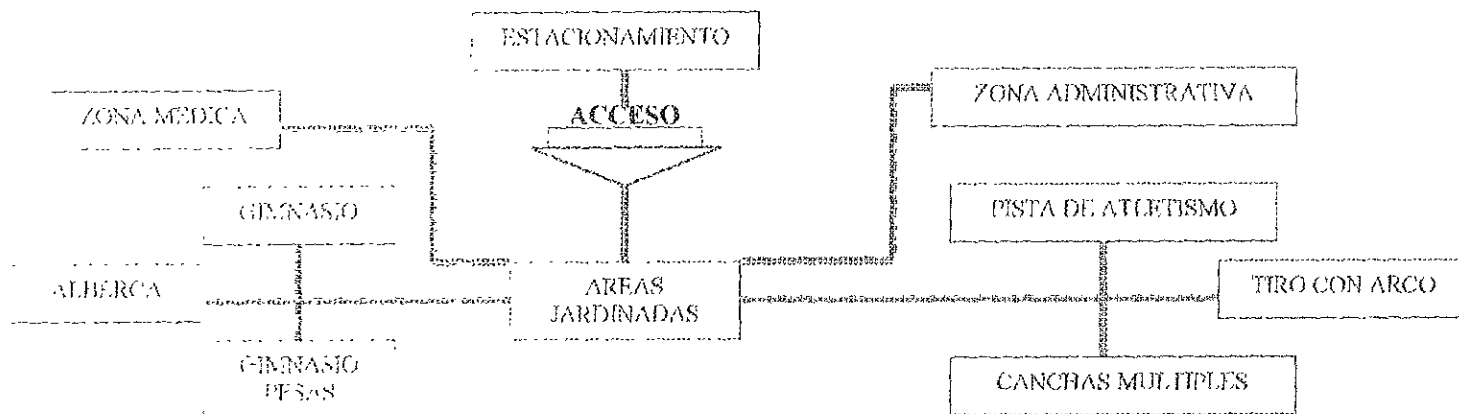 ESTACIONAMIENTO
ZONA ADMINISTRATIVA
ZONA MEDICA
ACCESO
GIMNASIO
PISTA DE ATLETISMO
ALBERCA
AREAS
JARDINADAS
TIRO CON ARCO
GIMNASIO
PESAS
CANCHAS MULTIPLES